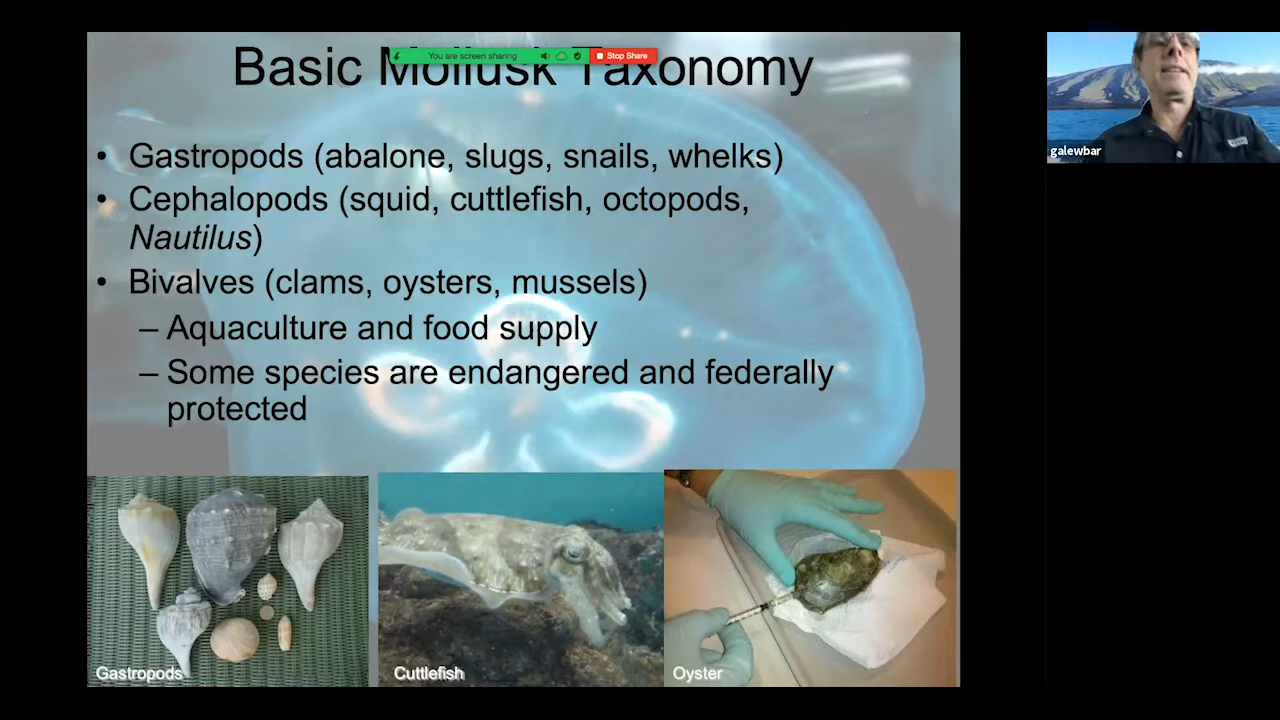 You are screen sharing
Stop Share
Basic Mollusk Taxonomy
• Gastropods (abalone, slugs, snails, whelks)
• Cephalopods (squid, cuttlefish, octopods,
Nautilus)
• Bivalves (clams, oysters, mussels)
– Aquaculture and food supply
– Some species are endangered and federally
protected
Gastropods
Cuttlefish
Oyster
galewbar